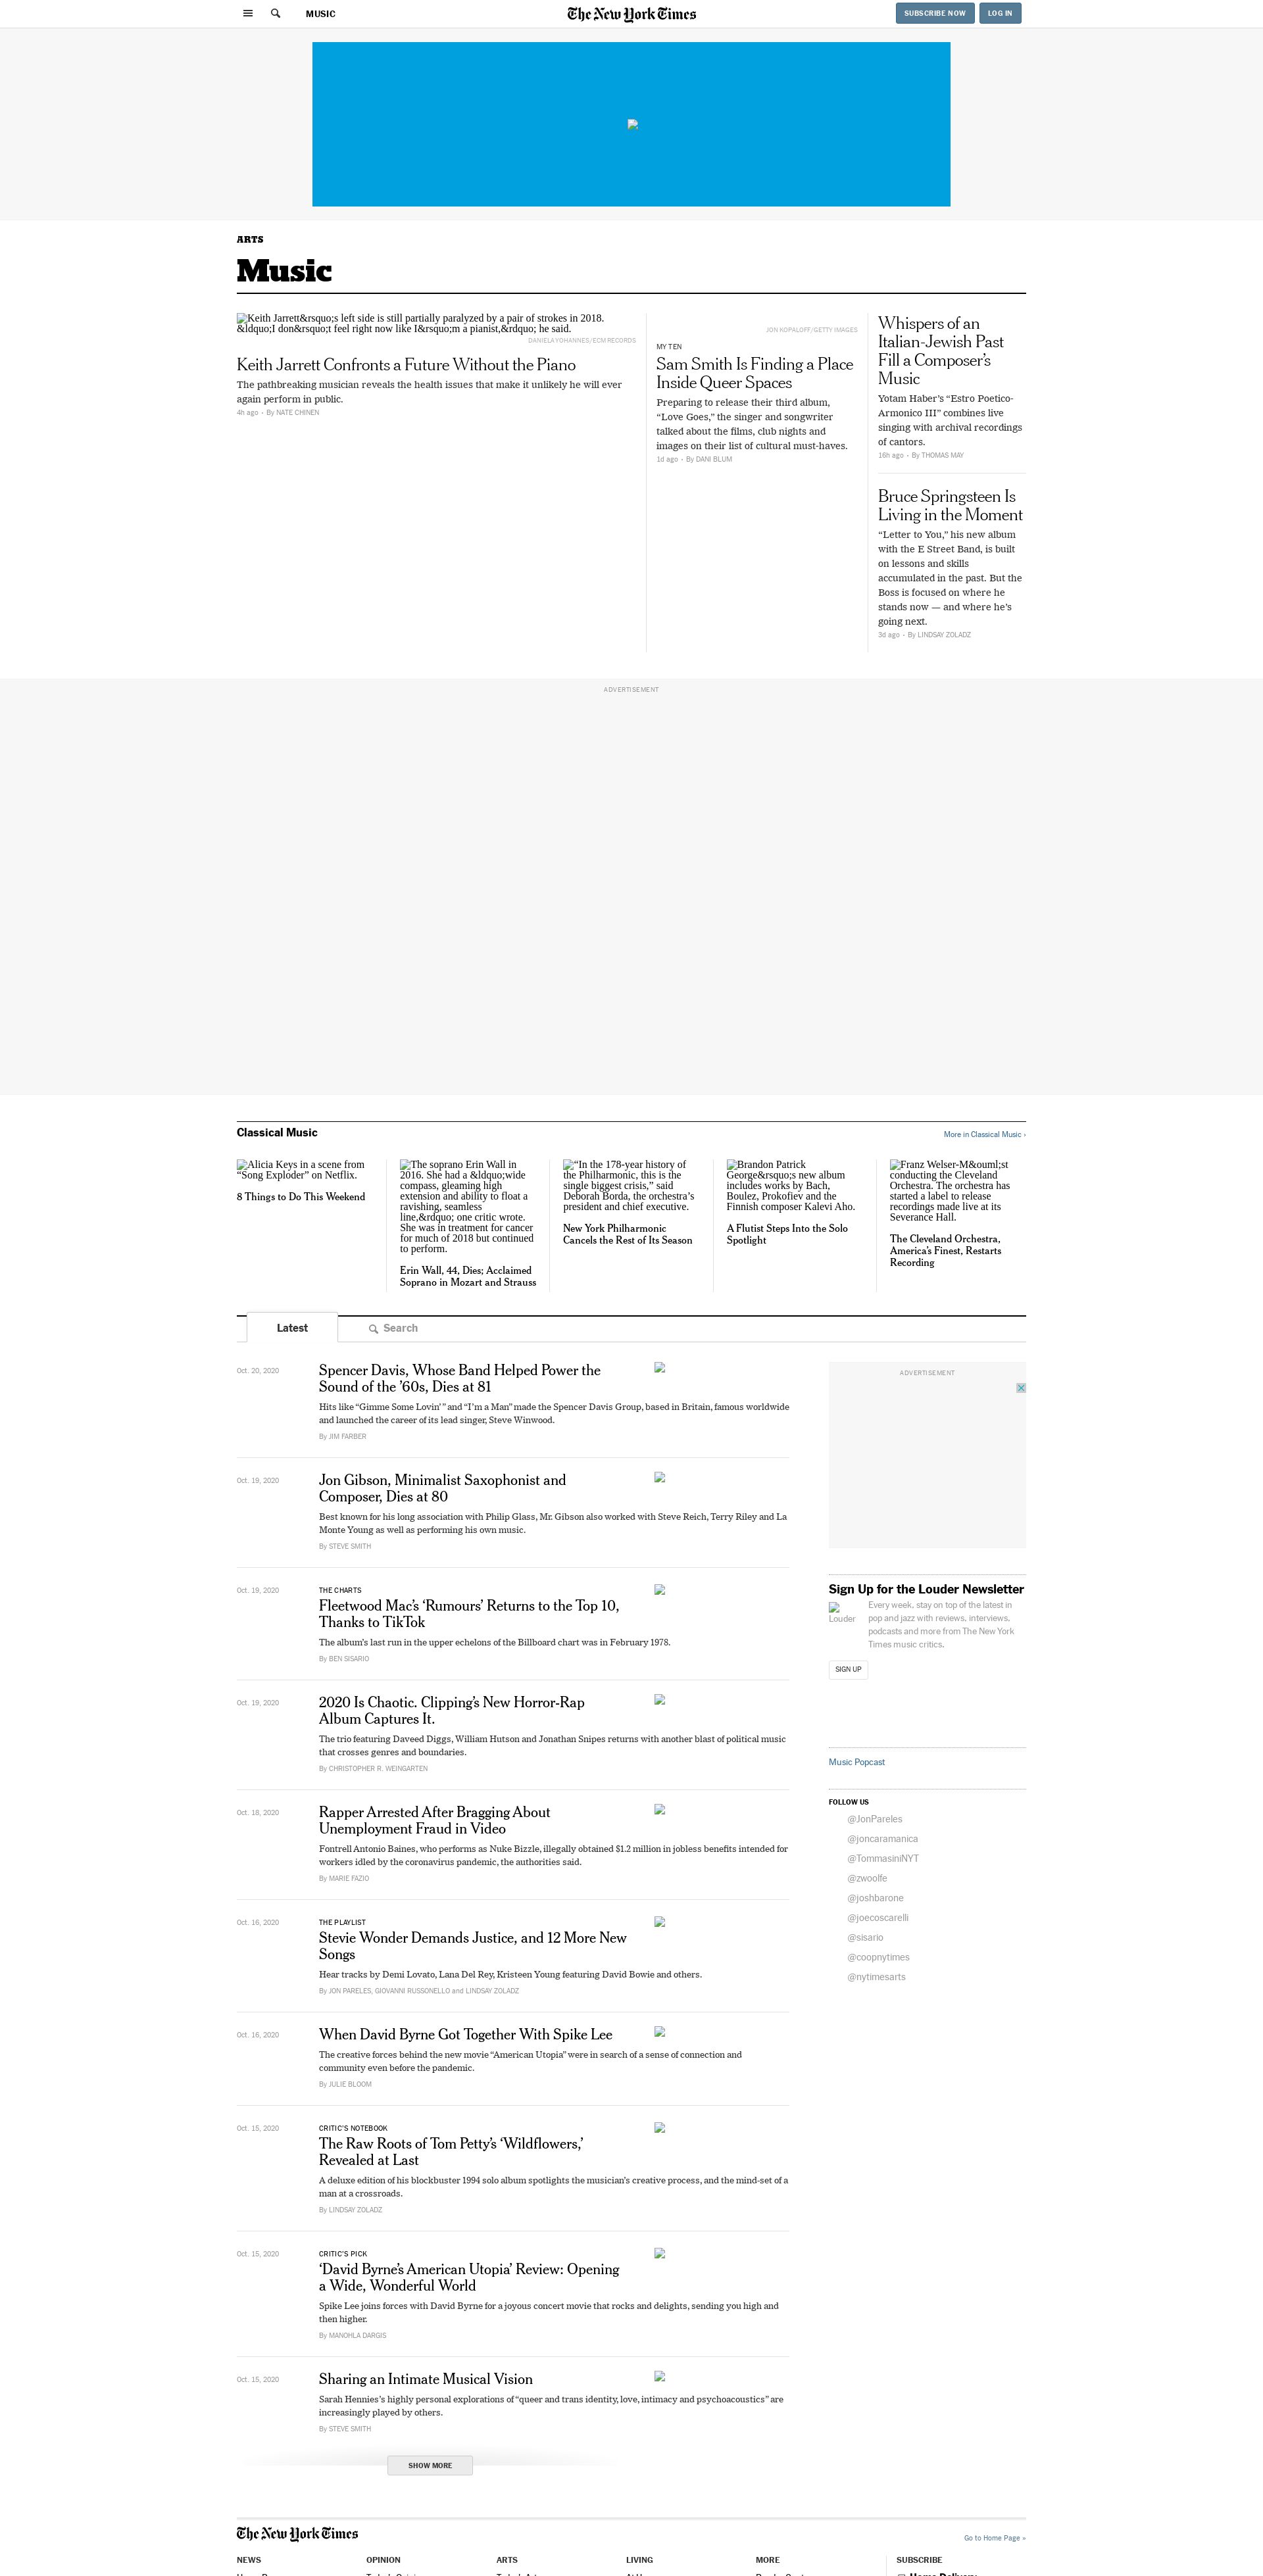 MUSIC
The New York Times
SUBSCRIBE NOW
LOG IN
ARTS
Music
Keith Jarrett&rsquo;s left side is still partially paralyzed by a pair of strokes in 2018.
&ldquo;I don&rsquo;t feel right now like I&rsquo;m a pianist,&rdquo; he said.
DANIELA YOHANNES/ECM RECORDS
Keith Jarrett Confronts a Future Without the Piano
The pathbreaking musician reveals the health issues that make it unlikely he will ever
again perform in public.
4h ago • By NATE CHINEN
JON KOPALOFF/GETTY IMAGES
MY TEN
Sam Smith Is Finding a Place
Inside Queer Spaces
Preparing to release their third album,
“Love Goes,” the singer and songwriter
talked about the films, club nights and
images on their list of cultural must-haves.
1d ago • By DANI BLUM
Whispers of an
Italian-Jewish Past
Fill a Composer’s
Music
Yotam Haber’s “Estro Poetico-
Armonico III” combines live
singing with archival recordings
of cantors.
16h ago • By THOMAS MAY
Bruce Springsteen Is
Living in the Moment
“Letter to You,” his new album
with the E Street Band, is built
on lessons and skills
accumulated in the past. But the
Boss is focused on where he
stands now — and where he’s
going next.
3d ago • By LINDSAY ZOLADZ
ADVERTISEMENT
Classical Music
More in Classical Music ›
Alicia Keys in a scene from
“Song Exploder” on Netflix.
8 Things to Do This Weekend
The soprano Erin Wall in
2016. She had a &ldquo;wide
compass, gleaming high
extension and ability to float a
ravishing, seamless
line,&rdquo; one critic wrote.
She was in treatment for cancer
for much of 2018 but continued
to perform.
Erin Wall, 44, Dies; Acclaimed
Soprano in Mozart and Strauss
“In the 178-year history of
the Philharmonic, this is the
single biggest crisis,” said
Deborah Borda, the orchestra’s
president and chief executive.
New York Philharmonic
Cancels the Rest of Its Season
Brandon Patrick
George&rsquo;s new album
includes works by Bach,
Boulez, Prokofiev and the
Finnish composer Kalevi Aho.
A Flutist Steps Into the Solo
Spotlight
Franz Welser-M&ouml;st
conducting the Cleveland
Orchestra. The orchestra has
started a label to release
recordings made live at its
Severance Hall.
The Cleveland Orchestra,
America’s Finest, Restarts
Recording
Latest
Search
Oct. 20, 2020
Spencer Davis, Whose Band Helped Power the
Sound of the ’60s, Dies at 81
Hits like “Gimme Some Lovin’ ” and “I’m a Man” made the Spencer Davis Group, based in Britain, famous worldwide
and launched the career of its lead singer, Steve Winwood.
By JIM FARBER
Oct. 19, 2020
Jon Gibson, Minimalist Saxophonist and
Composer, Dies at 80
Best known for his long association with Philip Glass, Mr. Gibson also worked with Steve Reich, Terry Riley and La
Monte Young as well as performing his own music.
By STEVE SMITH
Oct. 19, 2020
THE CHARTS
Fleetwood Mac’s ‘Rumours’ Returns to the Top 10,
Thanks to TikTok
The album’s last run in the upper echelons of the Billboard chart was in February 1978.
By BEN SISARIO
Oct. 19, 2020
2020 Is Chaotic. Clipping’s New Horror-Rap
Album Captures It.
The trio featuring Daveed Diggs, William Hutson and Jonathan Snipes returns with another blast of political music
that crosses genres and boundaries.
By CHRISTOPHER R. WEINGARTEN
Oct. 18, 2020
Rapper Arrested After Bragging About
Unemployment Fraud in Video
Fontrell Antonio Baines, who performs as Nuke Bizzle, illegally obtained $1.2 million in jobless benefits intended for
workers idled by the coronavirus pandemic, the authorities said.
By MARIE FAZIO
Oct. 16, 2020
THE PLAYLIST
Stevie Wonder Demands Justice, and 12 More New
Songs
Hear tracks by Demi Lovato, Lana Del Rey, Kristeen Young featuring David Bowie and others.
By JON PARELES, GIOVANNI RUSSONELLO and LINDSAY ZOLADZ
Oct. 16, 2020
When David Byrne Got Together With Spike Lee
The creative forces behind the new movie “American Utopia” were in search of a sense of connection and
community even before the pandemic.
By JULIE BLOOM
Oct. 15, 2020
CRITIC’S NOTEBOOK
The Raw Roots of Tom Petty’s ‘Wildflowers,’
Revealed at Last
A deluxe edition of his blockbuster 1994 solo album spotlights the musician’s creative process, and the mind-set of a
man at a crossroads.
By LINDSAY ZOLADZ
Oct. 15, 2020
CRITIC’S PICK
‘David Byrne’s American Utopia’ Review: Opening
a Wide, Wonderful World
Spike Lee joins forces with David Byrne for a joyous concert movie that rocks and delights, sending you high and
then higher.
By MANOHLA DARGIS
Oct. 15, 2020
Sharing an Intimate Musical Vision
Sarah Hennies’s highly personal explorations of “queer and trans identity, love, intimacy and psychoacoustics” are
increasingly played by others.
By STEVE SMITH
SHOW MORE
ADVERTISEMENT
Sign Up for the Louder Newsletter
Louder
Every week, stay on top of the latest in
pop and jazz with reviews, interviews,
podcasts and more from The New York
Times music critics.
SIGN UP
Music Popcast
FOLLOW US
@JonPareles
@joncaramanica
@TommasiniNYT
@zwoolfe
@joshbarone
@joecoscarelli
@sisario
@coopnytimes
@nytimesarts
The New York Times
Go to Home Page »
NEWS
OPINION
ARTS
LIVING
MORE
SUBSCRIBE